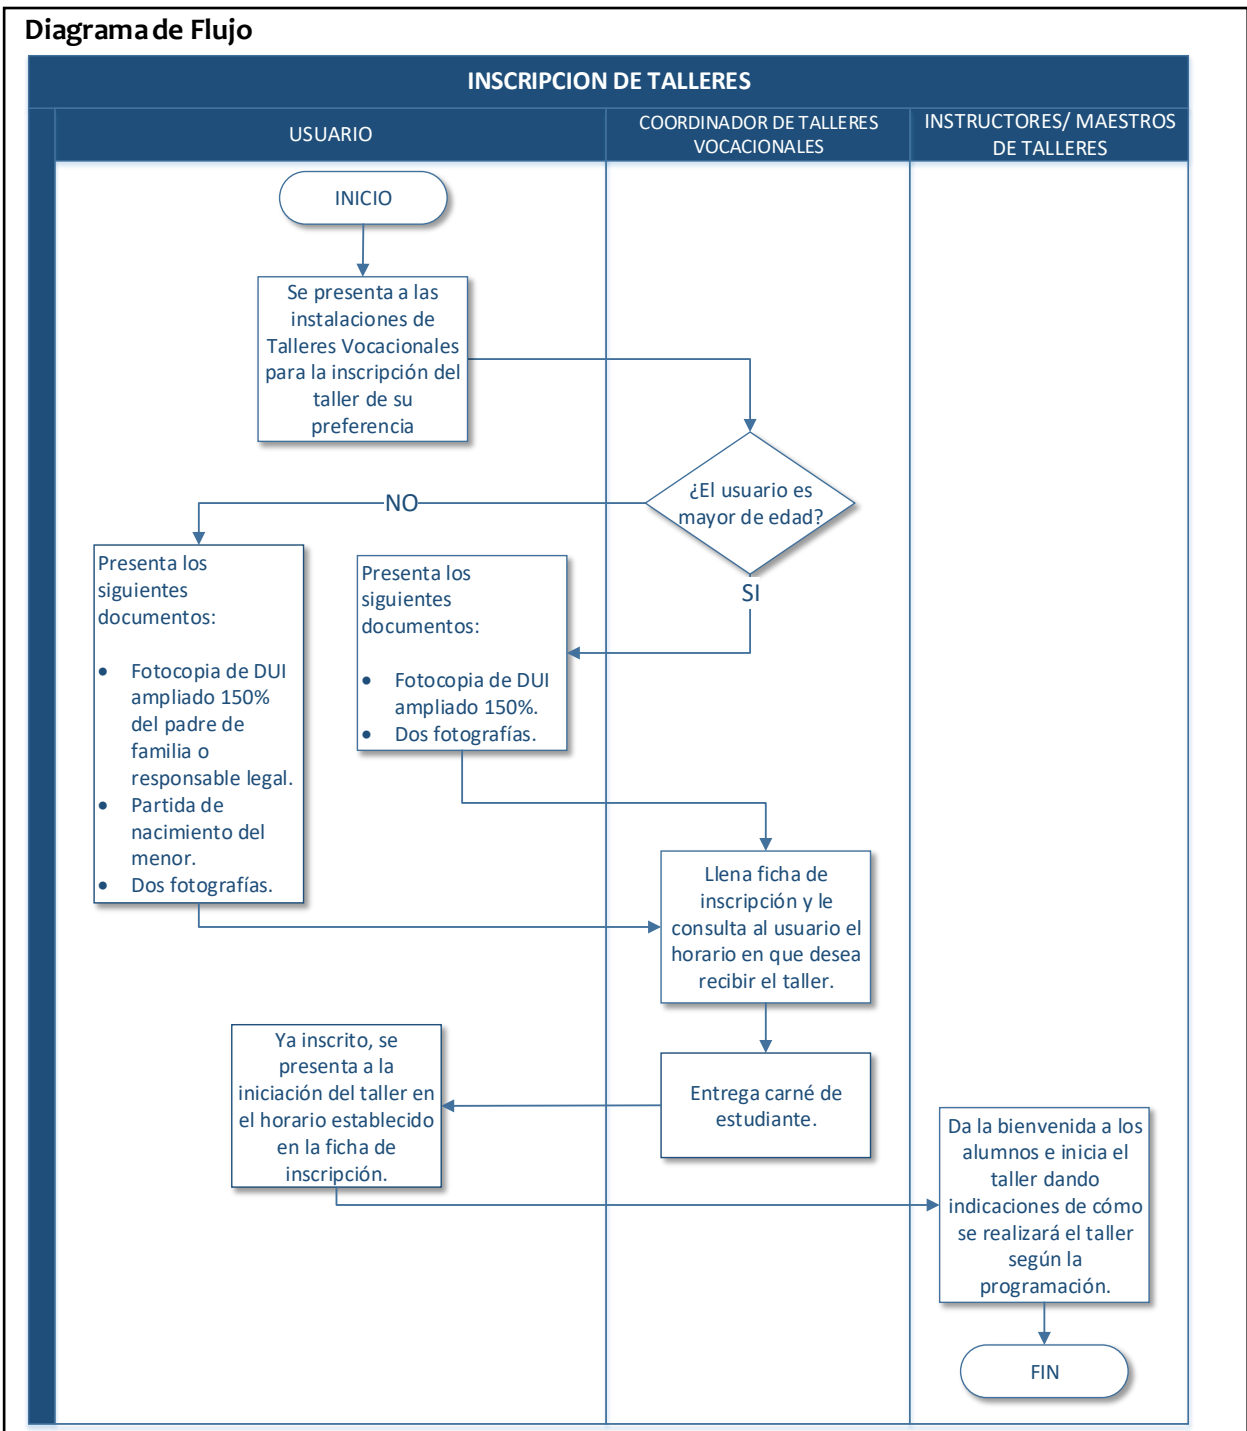 Diagrama de Flujo
INSCRIPCION DE TALLERES
USUARIO
COORDINADOR DE TALLERES
VOCACIONALES
INSTRUCTORES/ MAESTROS
DE TALLERES
INICIO
Se presenta a las
instalaciones de
Talleres Vocacionales
para la inscripción del
taller de su
preferencia
¿El usuario es
mayor de edad?
NO
SI
Presenta los
siguientes
documentos:
• Fotocopia de DUI
ampliado 150%
del padre de
familia o
responsable legal.
• Partida de
nacimiento del
menor.
• Dos fotografías.
Presenta los
siguientes
documentos:
• Fotocopia de DUI
ampliado 150%.
• Dos fotografías.
Llena ficha de
inscripción y le
consulta al usuario el
horario en que desea
recibir el taller.
Entrega carné de
estudiante.
Ya inscrito, se
presenta a la
iniciación del taller en
el horario establecido
en la ficha de
inscripción.
Da la bienvenida a los
alumnos e inicia el
taller dando
indicaciones de cómo
se realizará el taller
según la
programación.
FIN